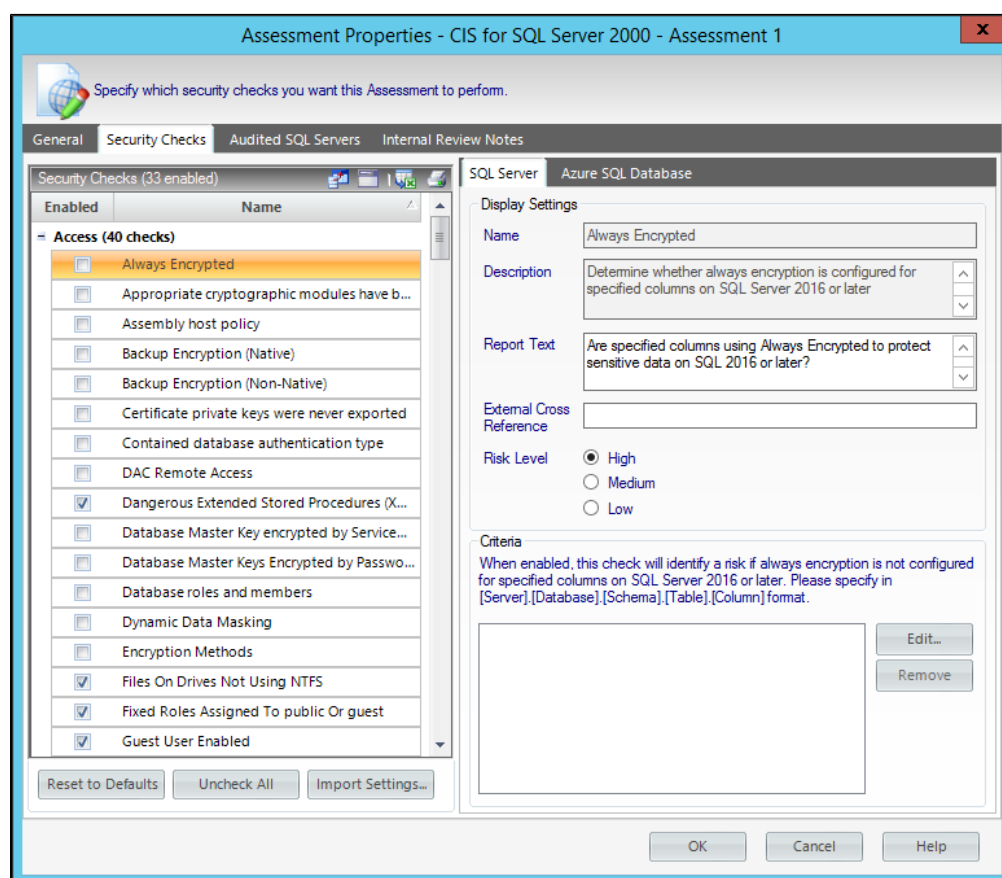 Assessment Properties - CIS for SQL Server 2000 - Assessment 1
x
Specify which security checks you want this Assessment to perform.
General Security Checks Audited SQL Servers Internal Review Notes
Security Checks (33 enabled)
Enabled Name
Access (40 checks)
Always Encrypted
Appropriate cryptographic modules have b...
Assembly host policy
Backup Encryption (Native)
Backup Encryption (Non-Native)
Certificate private keys were never exported
Contained database authentication type
DAC Remote Access
Dangerous Extended Stored Procedures (X...
Database Master Key encrypted by Service...
Database Master Keys Encrypted by Passwo...
Database roles and members
Dynamic Data Masking
Encryption Methods
Files On Drives Not Using NTFS
Fixed Roles Assigned To public Or guest
Guest User Enabled
Reset to Defaults Uncheck All Import Settings...
SQL Server Azure SQL Database
Display Settings
Name Always Encrypted
Description Determine whether always encryption is configured for
specified columns on SQL Server 2016 or later
Report Text Are specified columns using Always Encrypted to protect
sensitive data on SQL 2016 or later?
External Cross
Reference
Risk Level High
Medium
Low
Criteria
When enabled, this check will identify a risk if always encryption is not configured
for specified columns on SQL Server 2016 or later. Please specify in
[Server].[Database].[Schema].[Table].[Column] format.
Edit...
Remove
OK Cancel Help